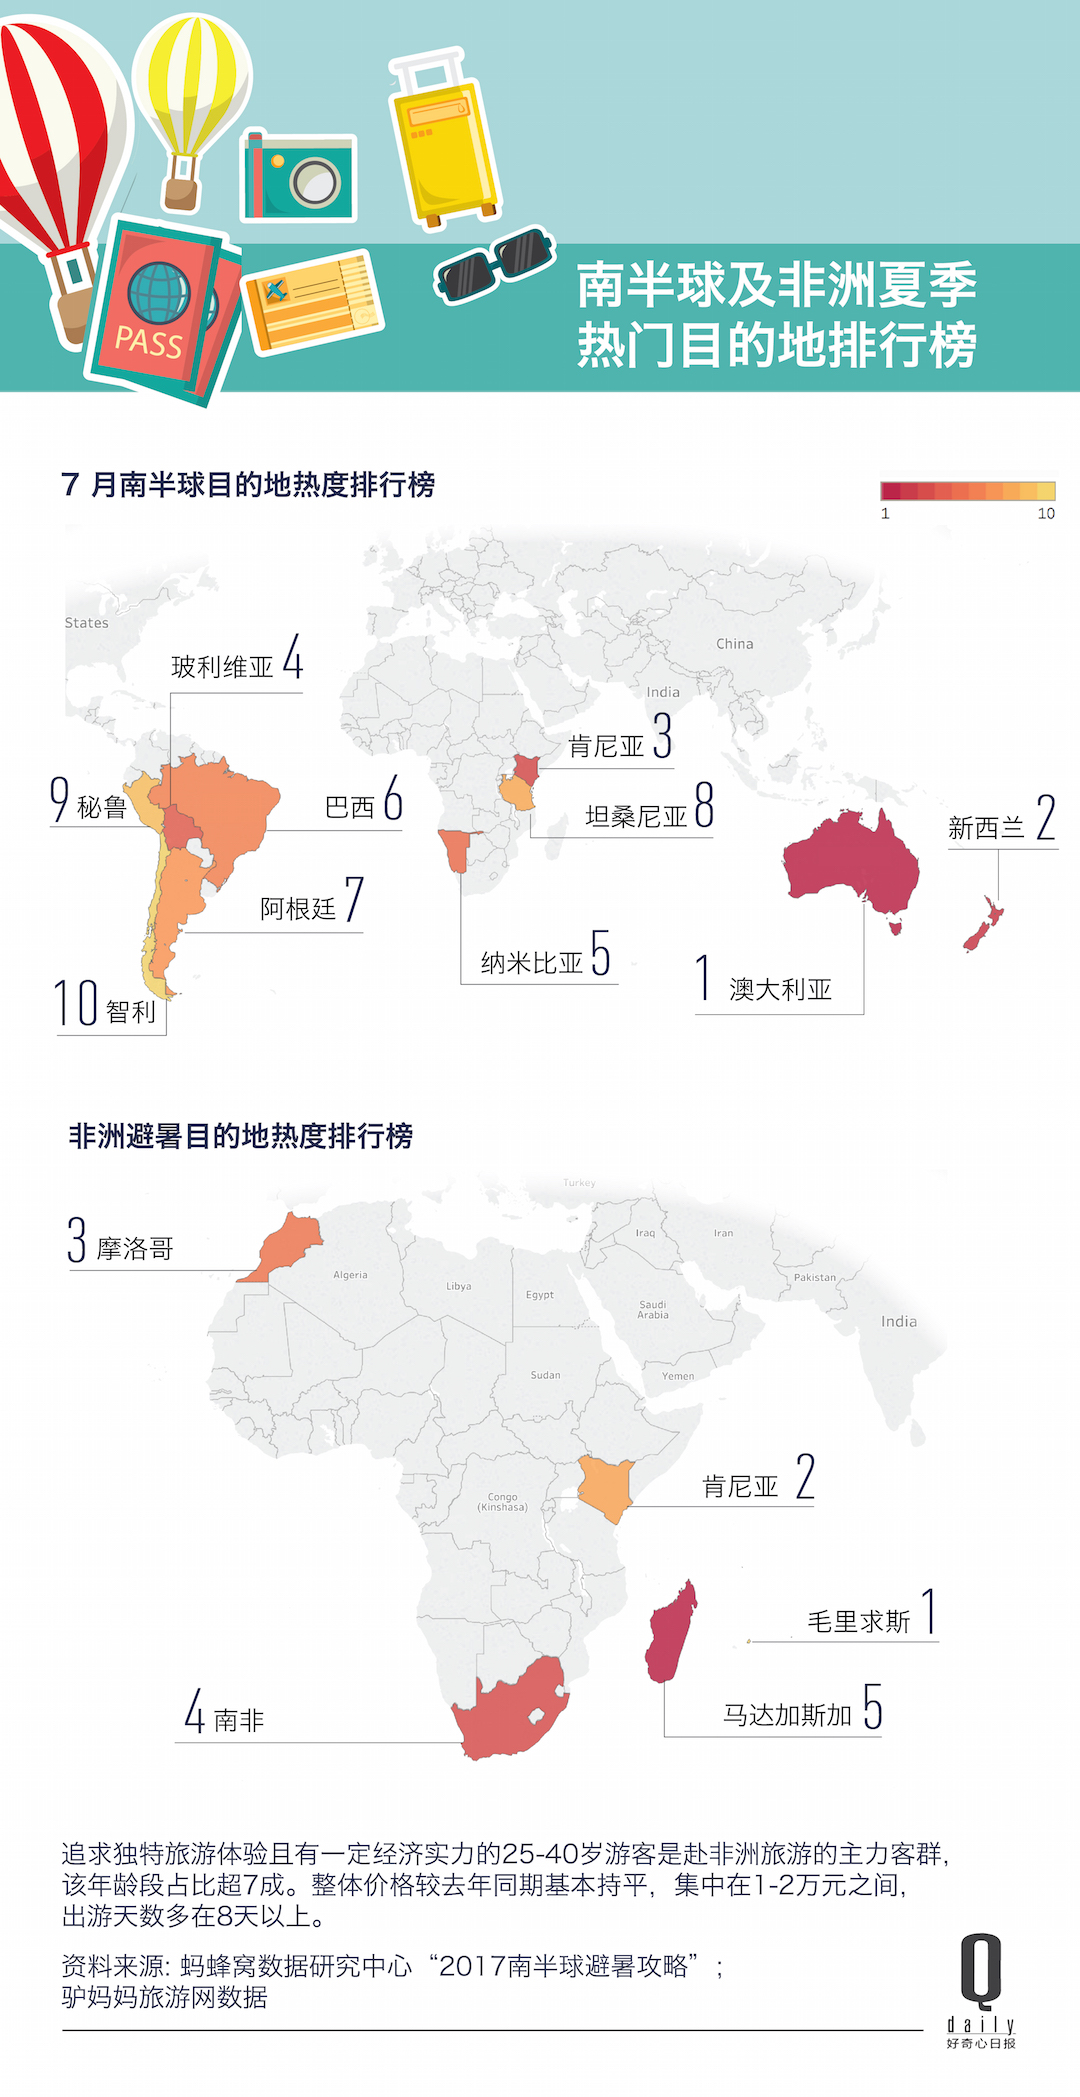 PASS
南半球及非洲夏季
热门目的地排行榜
7 月南半球目的地热度排行榜
1
10
States
China
India
玻利维亚 4
肯尼亚 3
9 秘鲁
巴西 6
坦桑尼亚 8
新西兰 2
阿根廷 7
纳米比亚 5
1 澳大利亚
10 智利
非洲避暑目的地热度排行榜
Turkey
3 摩洛哥
Iraq
Iran
Algeria
Libya
Egypt
Pakistan
Saudi
Arabia
India
Sudan
Yemen
肯尼亚 2
Congo
(Kinshasa)
毛里求斯 1
马达加斯加 5
4 南非
追求独特旅游体验且有一定经济实力的25-40岁游客是赴非洲旅游的主力客群，
该年龄段占比超7成。整体价格较去年同期基本持平，集中在1-2万元之间，
出游天数多在8天以上。
资料来源: 蚂蜂窝数据研究中心“2017南半球避暑攻略”；
驴妈妈旅游网数据
Q
daily
好奇心日报